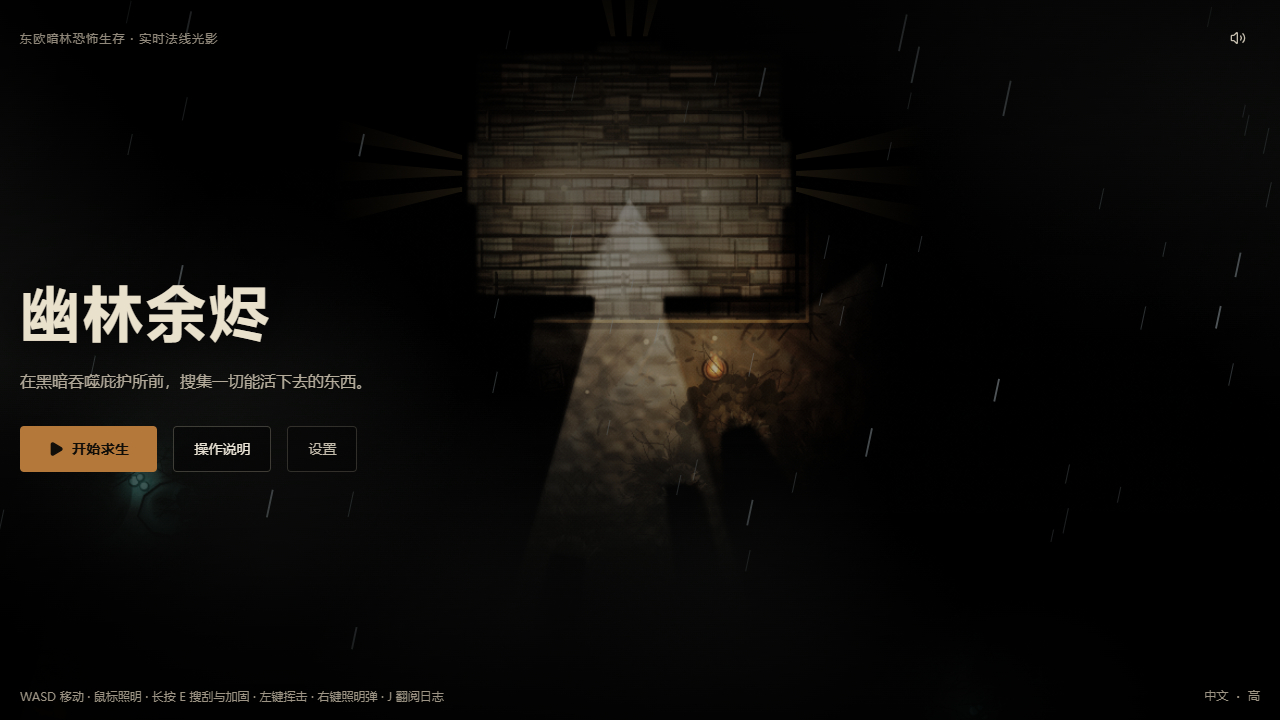 东欧暗林恐怖生存 · 实时法线光影
幽林余烬
在黑暗吞噬庇护所前，搜集一切能活下去的东西。
开始求生
操作说明
设置
WASD 移动 · 鼠标照明 · 长按 E 搜刮与加固 · 左键挥击 · 右键照明弹 · J 翻阅日志
中文 · 高